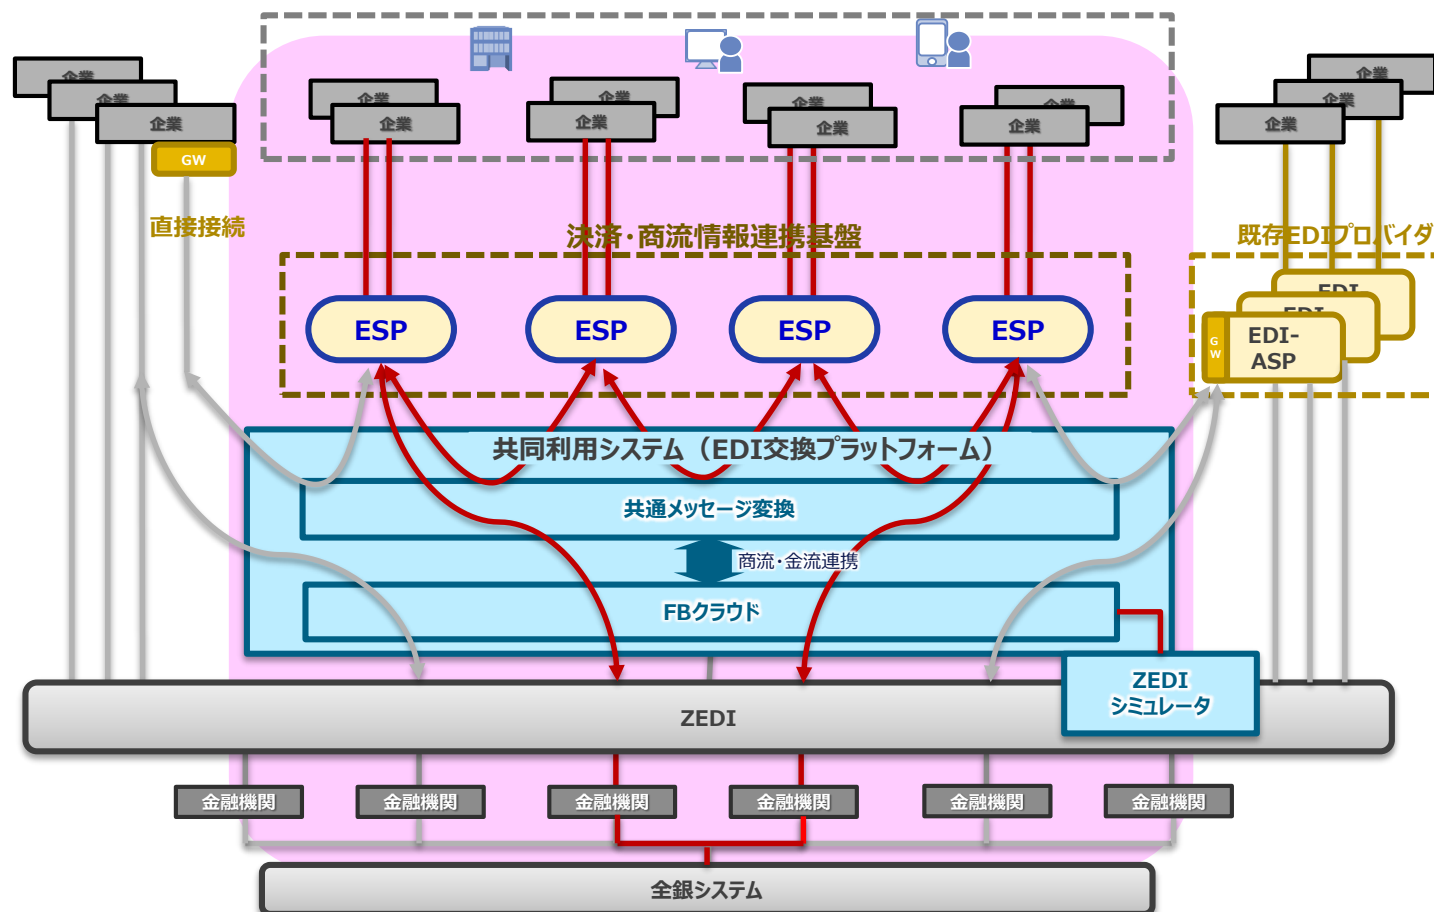 企業
企業
企業
GW
直接接続
企業
企業
企業
企業
企業
企業
企業
企業
企業
企業
企業
決済・商流情報連携基盤
既存EDIプロバイダ
ESP
ESP
ESP
ESP
EDI
EDI
GW
EDI-
ASP
共同利用システム（EDI交換プラットフォーム）
共通メッセージ変換
商流・金流連携
FBクラウド
ZEDI
シミュレータ
ZEDI
金融機関
金融機関
金融機関
金融機関
金融機関
金融機関
全銀システム